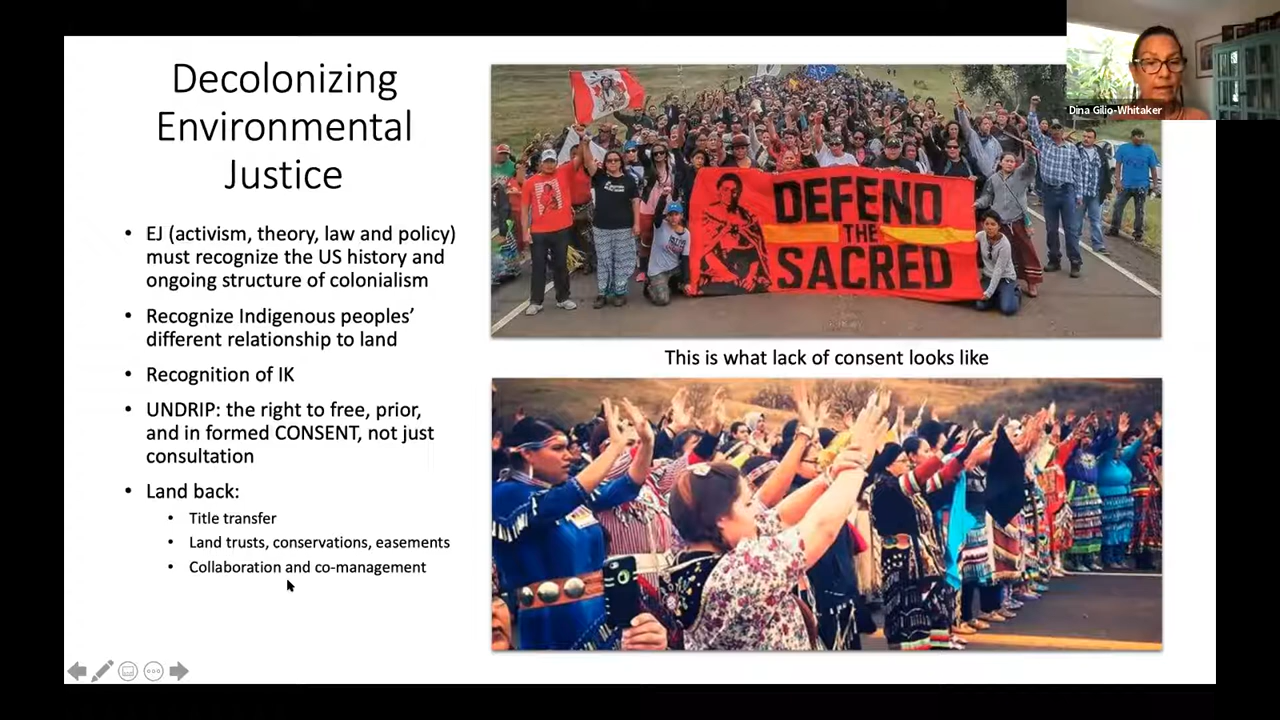 Decolonizing
Environmental
Justice
• EJ (activism, theory, law and policy)
must recognize the US history and
ongoing structure of colonialism
• Recognize Indigenous peoples’
different relationship to land
• Recognition of IK
• UNDRIP: the right to free, prior,
and in formed CONSENT, not just
consultation
• Land back:
• Title transfer
• Land trusts, conservations, easements
• Collaboration and co-management
DEFEND
THE
SACRED
This is what lack of consent looks like
Dina Gilio-Whitaker